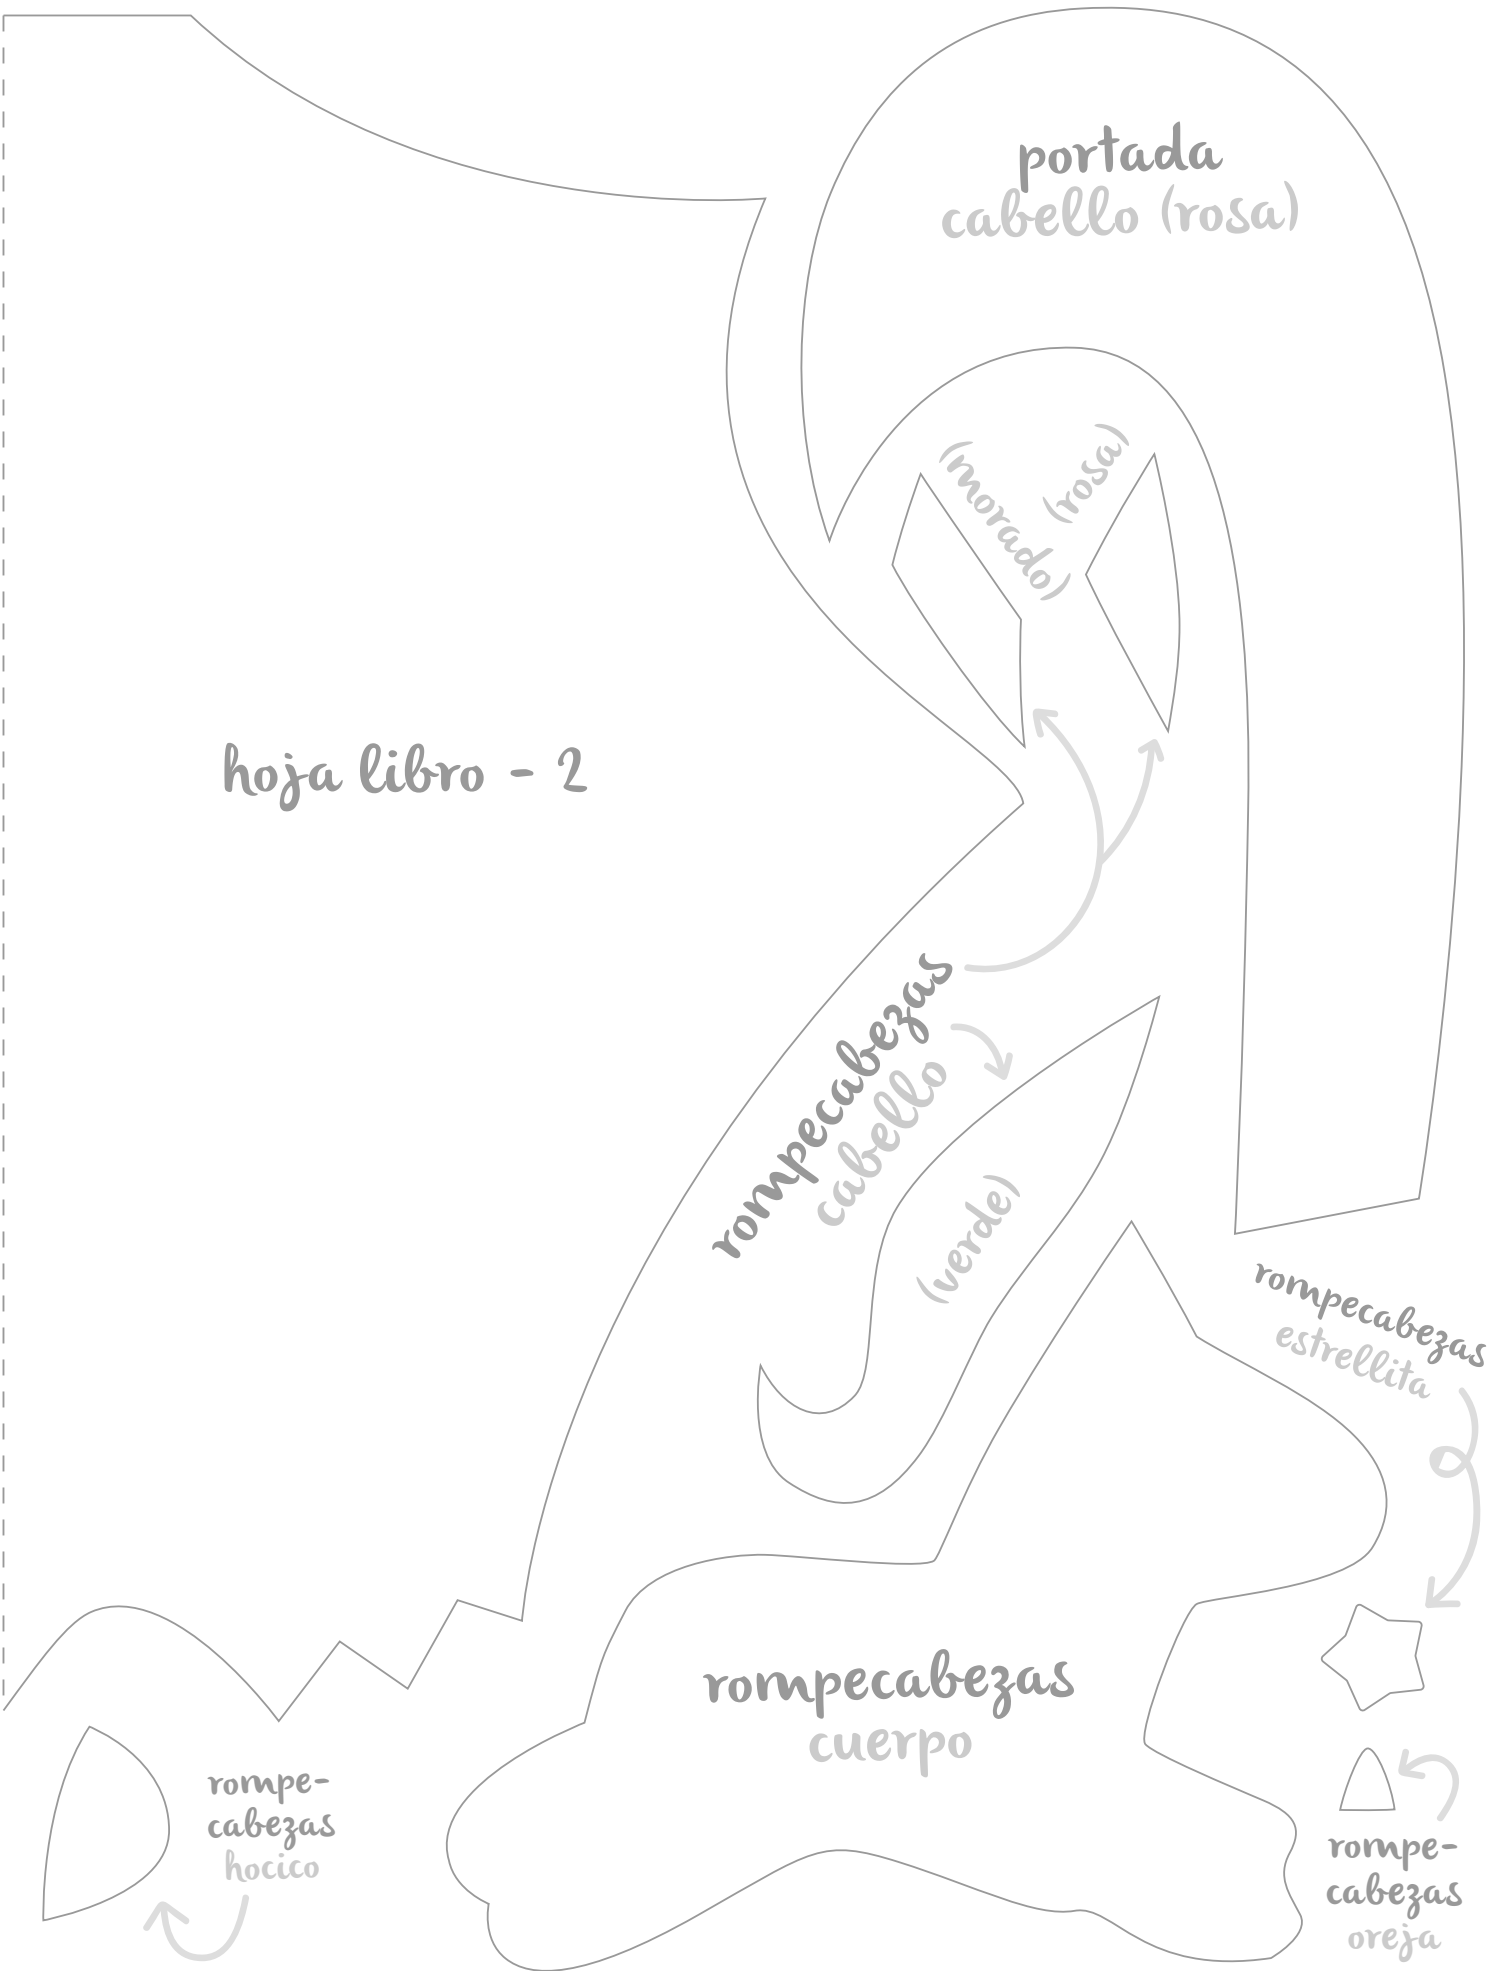 portada
cabello (rosa)
(morado)
(rosa)
hoja libro - 2
rompecabezas
cabello
(verde)
rompecabezas
estrellita
rompecabezas
cuerpo
rompe-
cabezas
hocico
rompe-
cabezas
oreja